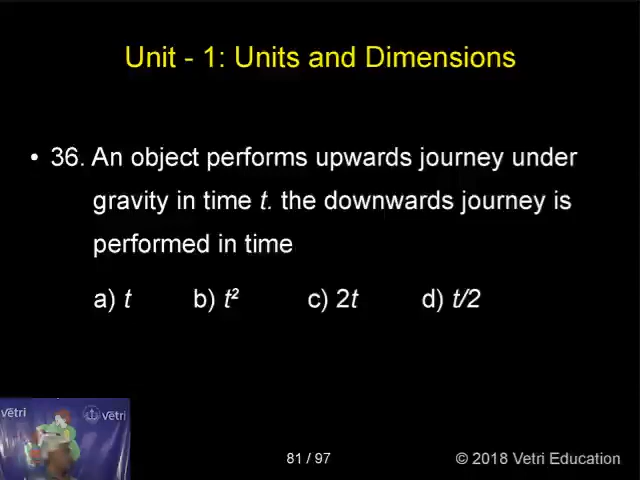 Unit - 1: Units and Dimensions
• 36. An object performs upwards journey under
gravity in time t. the downwards journey is
performed in time
a) t b) t² c) 2t d) t/2
vetri vetri
81 / 97 © 2018 Vetri Education